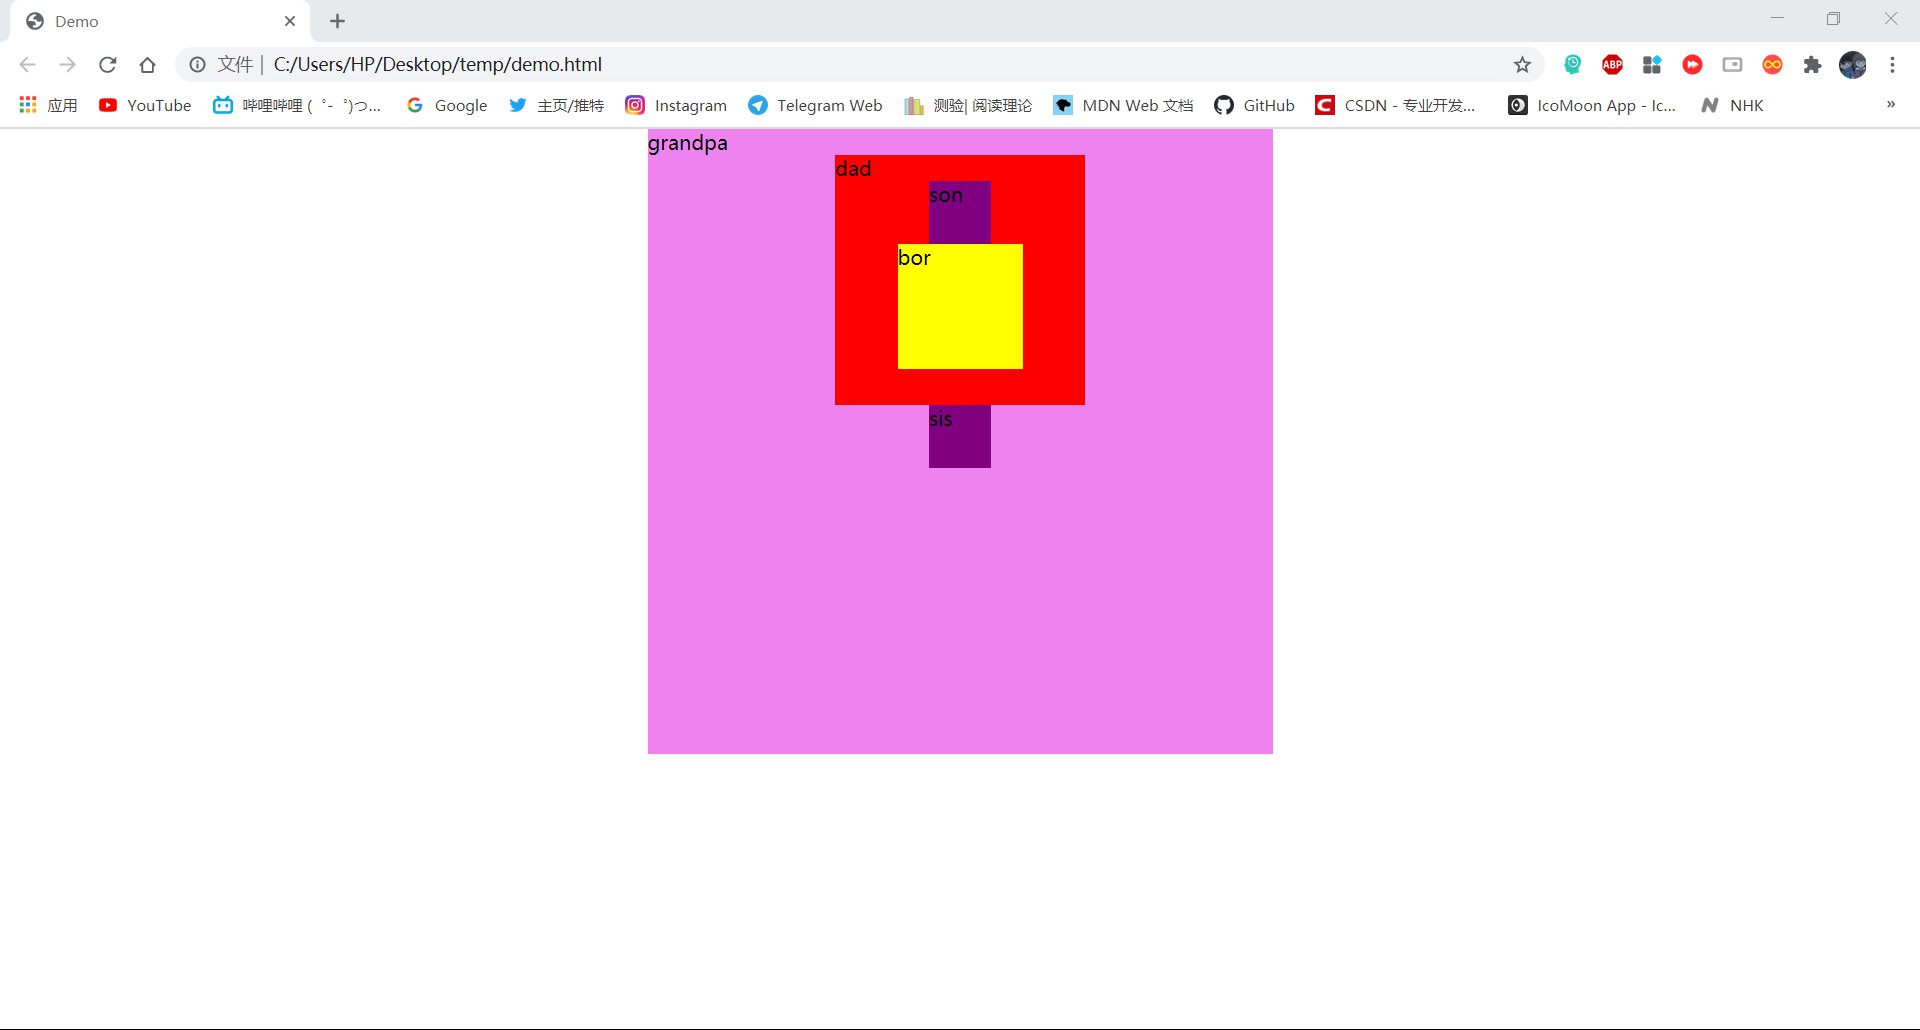 Demo
文件 | C:/Users/HP/Desktop/temp/demo.html
ABP
应用 YouTube 哔哩哔哩 (゜-゜)つ... Google 主页/推特 Instagram Telegram Web 测验| 阅读理论 MDN Web 文档 GitHub CSDN - 专业开发... IcoMoon App - Ic... NHK »
grandpa
dad
son
bor
sis